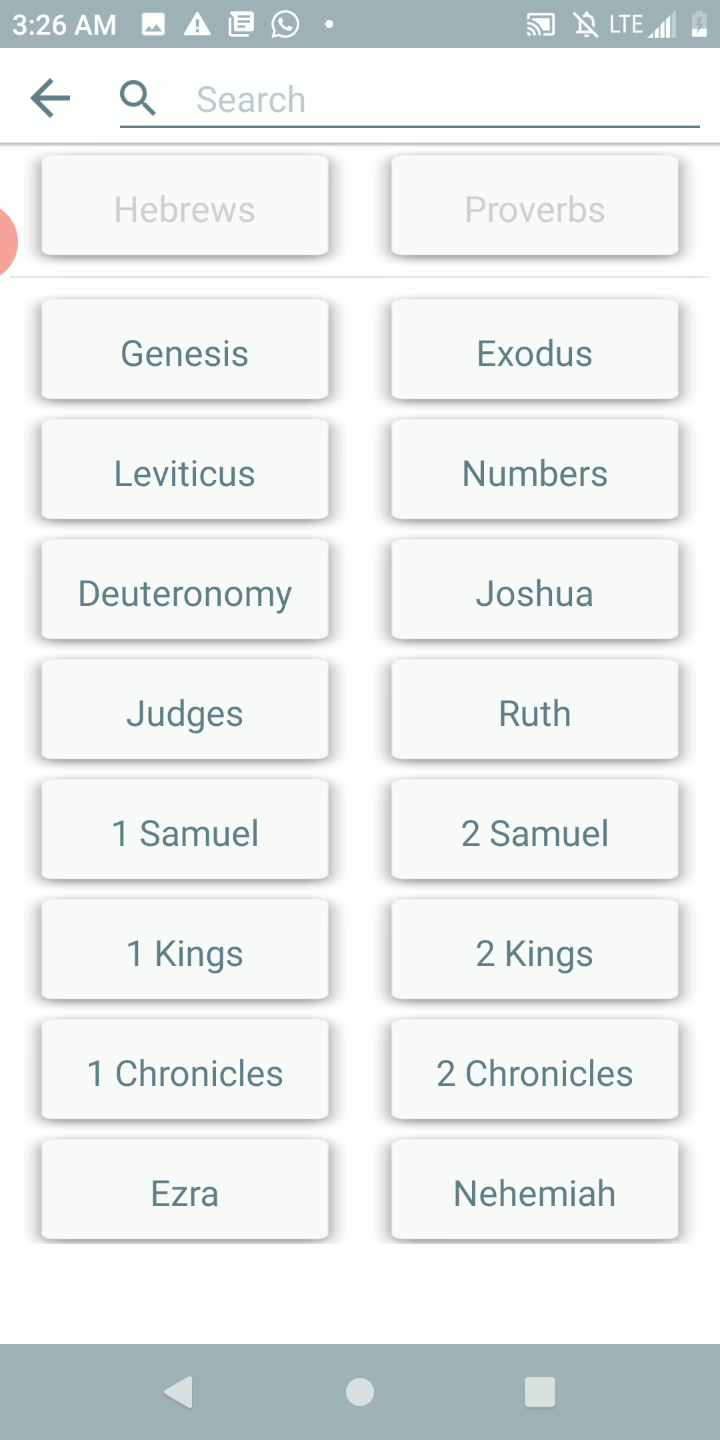 3:26 AM LTE
Search
Hebrews Proverbs
Genesis Exodus
Leviticus Numbers
Deuteronomy Joshua
Judges Ruth
1 Samuel 2 Samuel
1 Kings 2 Kings
1 Chronicles 2 Chronicles
Ezra Nehemiah